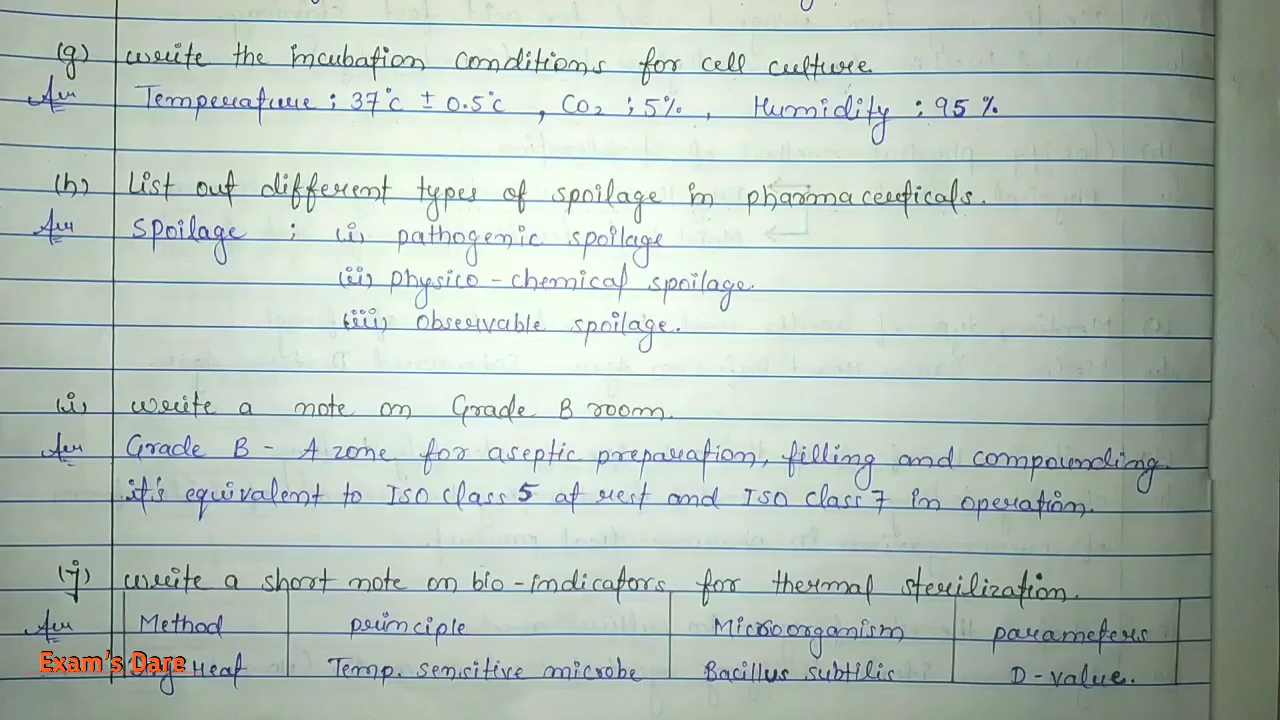 (g) write the incubation conditions for cell culture.
Ans Temperature : 37°c ± 0.5°c , CO2 : 5%. , Humidity : 95 %
(h) List out different types of spoilage in pharmaceuticals.
Ans spoilage : (i) pathogenic spoilage
(ii) physico - chemical spoilage.
(iii) observable spoilage.
(i) write a note on Grade B room.
Ans Grade B - A zone for aseptic preparation, filling and compounding.
it's equivalent to ISO class 5 at rest and ISO class 7 in operation.
(j) write a short note on bio-indicators for thermal sterilization.
Ans Method principle Microorganism parameters
Exam's Dare Dry Heat Temp. sensitive microbe Bacillus subtilis D-value.